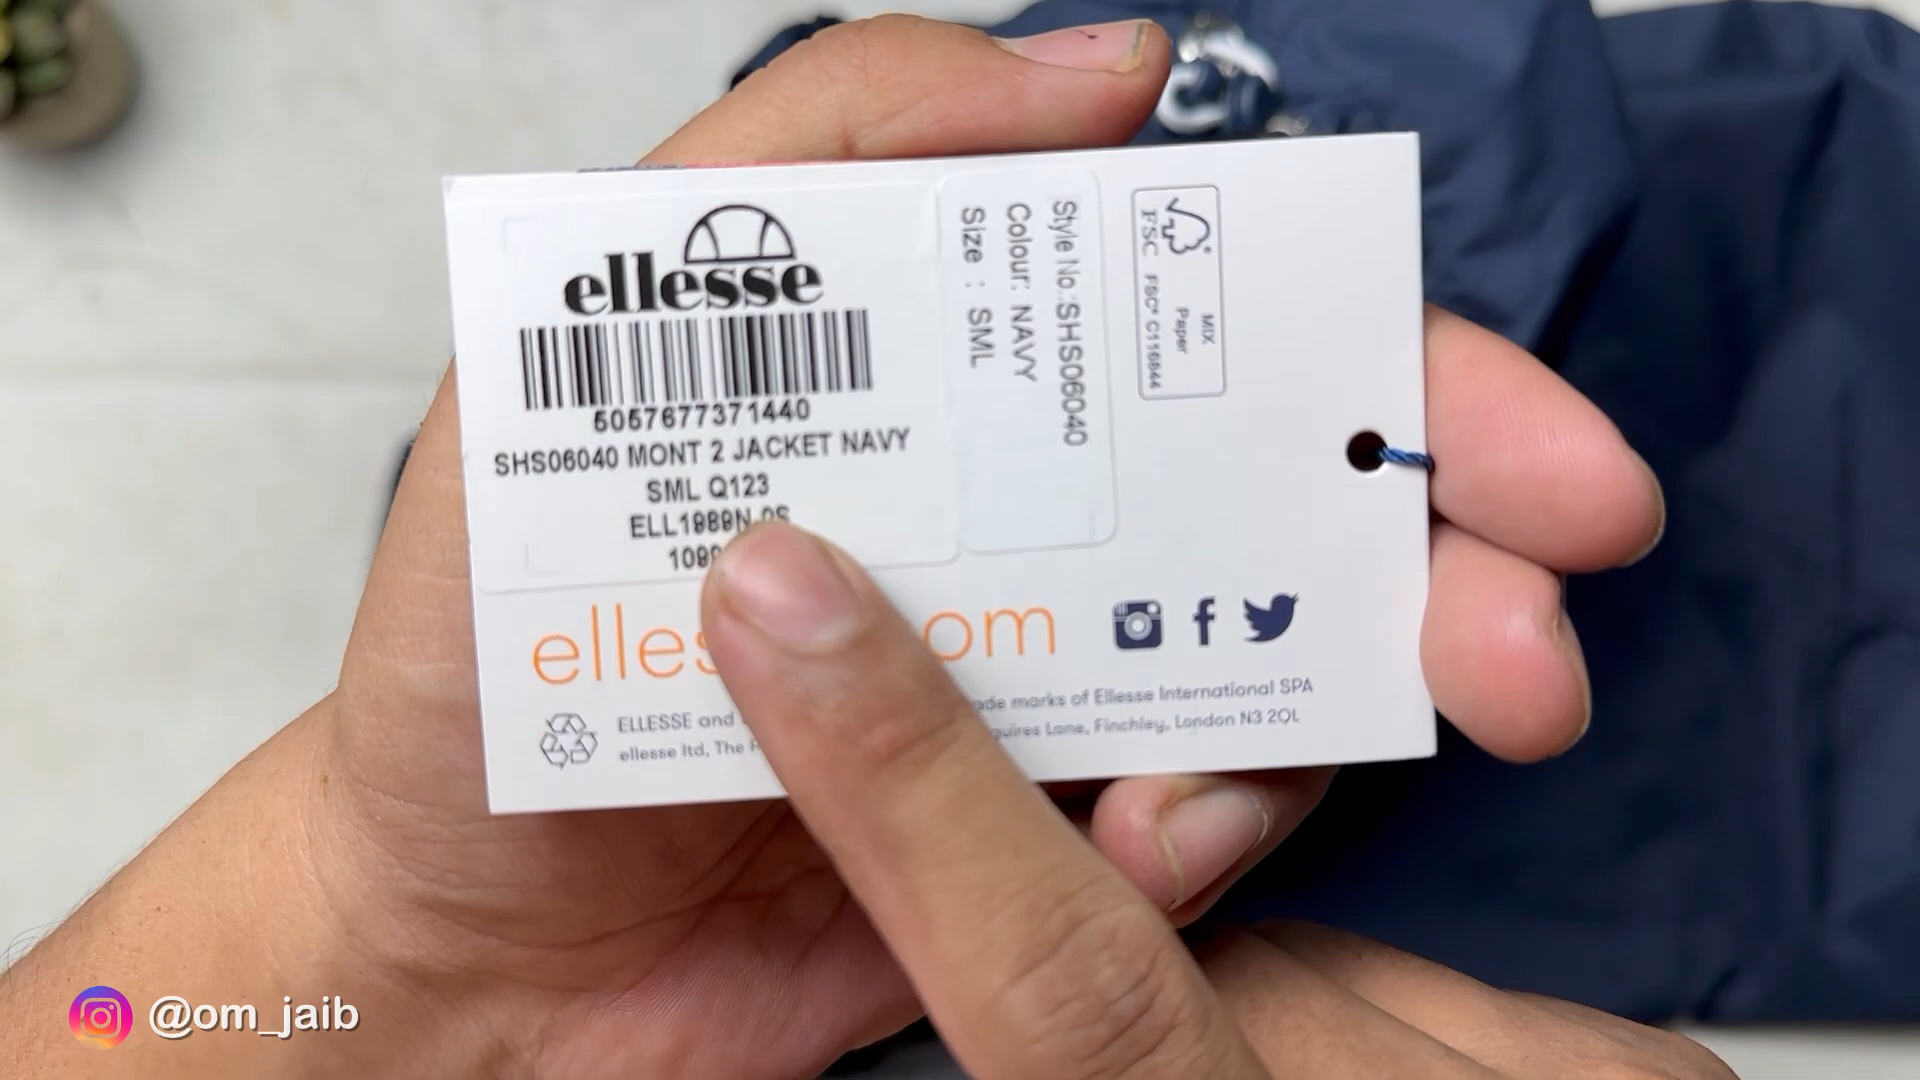 ellesse
5057677371440
SHS06040 MONT 2 JACKET NAVY
SML Q123
ELL1989N-0S
Style No.:SHS06040
Colour: NAVY
Size : SML
FSC
MIX
Paper
FSC® C116844
ELLESSE and
ade marks of Ellesse International SPA
ellesse ltd, The
Lane, Finchley, London N3 2QL
@om_jaib